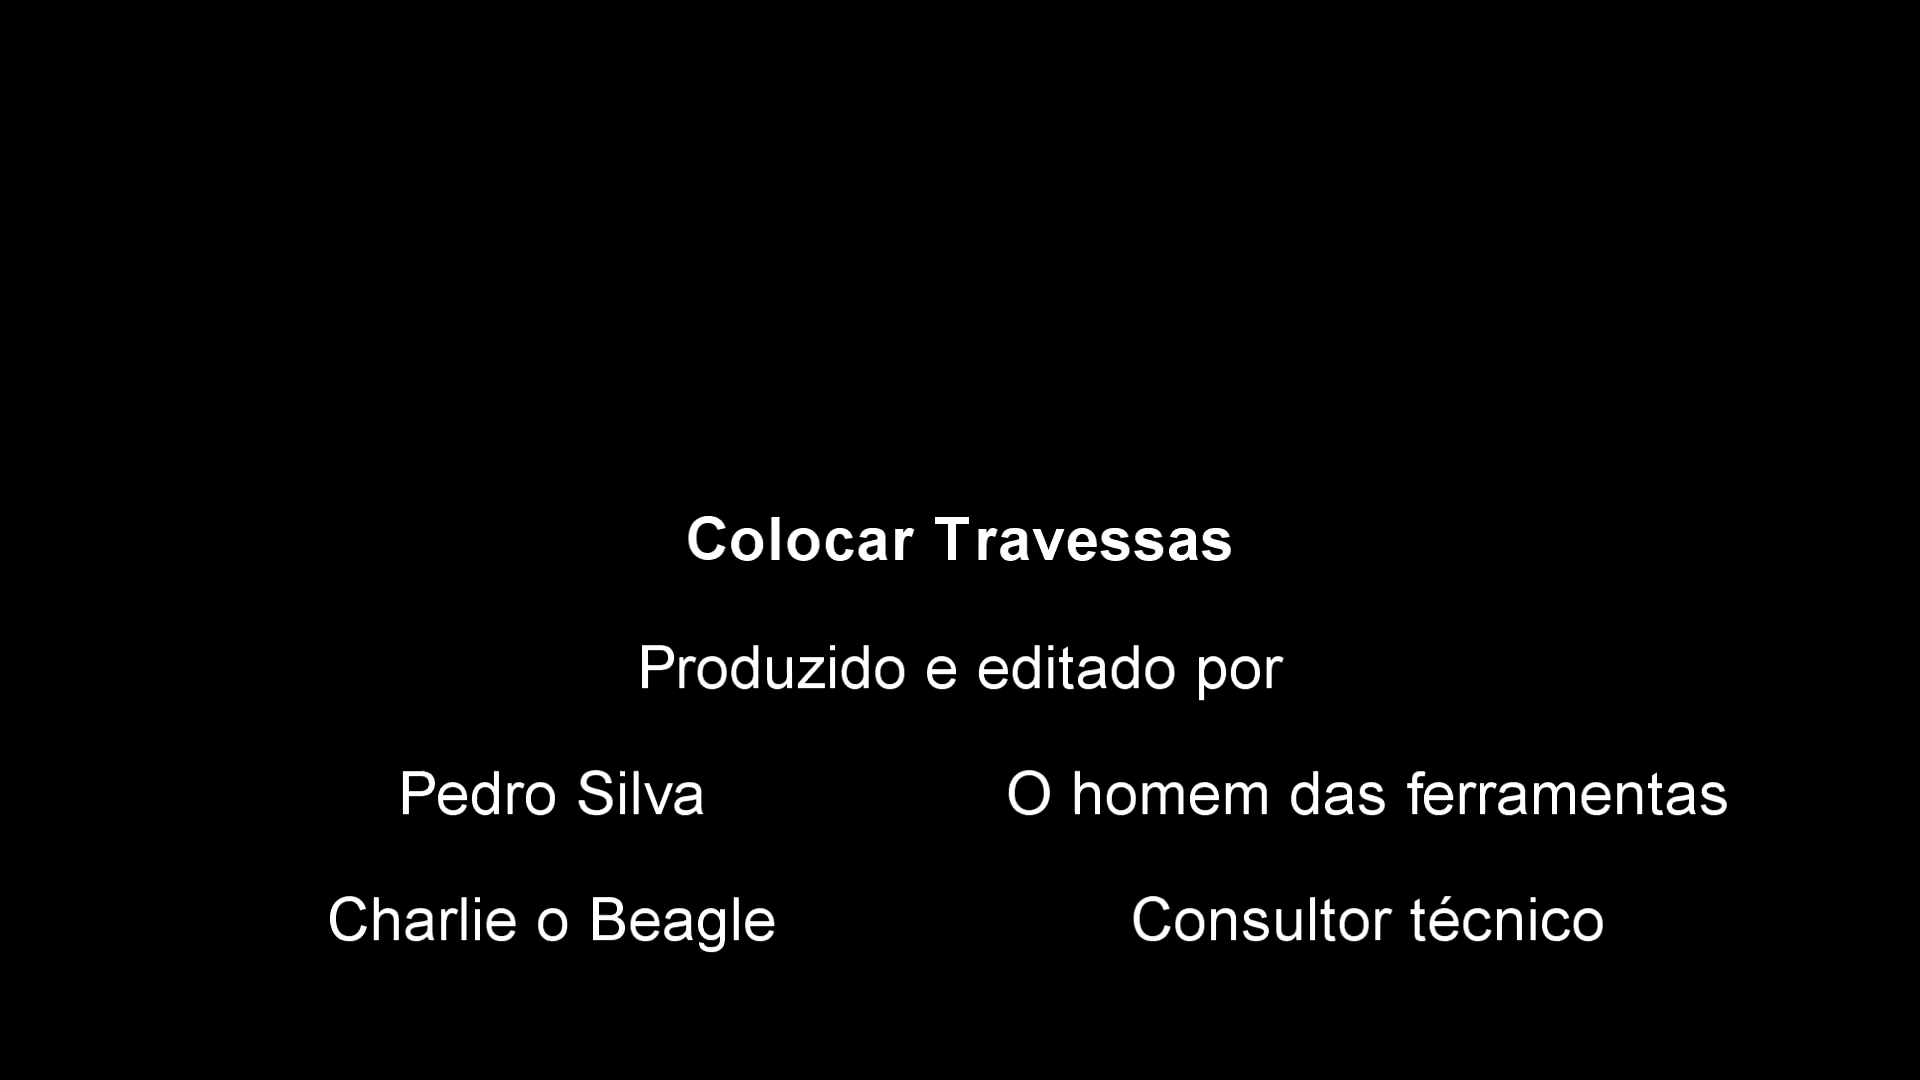 Colocar Travessas
Produzido e editado por
Pedro Silva O homem das ferramentas
Charlie o Beagle Consultor técnico